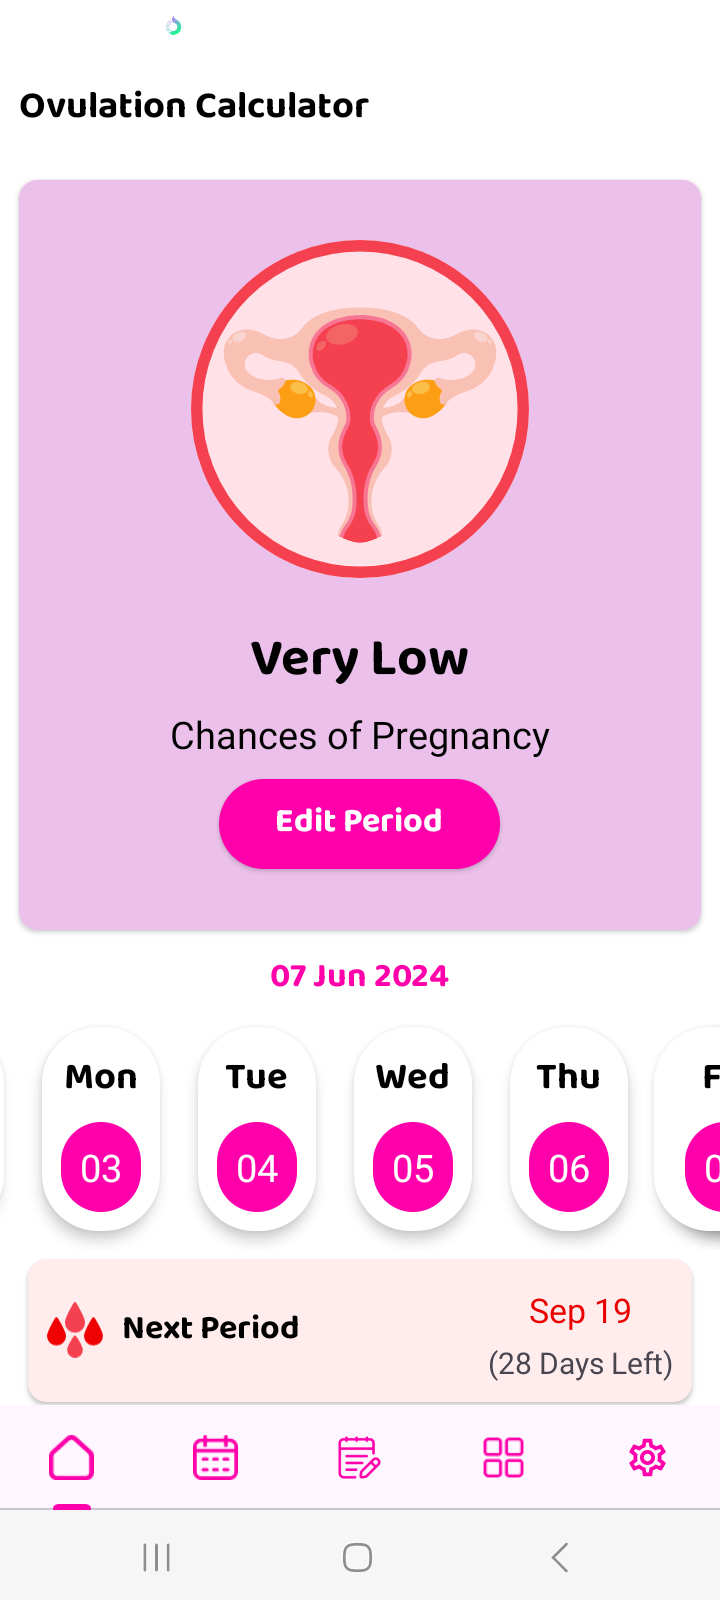 Ovulation Calculator
Very Low
Chances of Pregnancy
Edit Period
07 Jun 2024
Mon
Tue
Wed
Thu
F
03
04
05
06
0
Next Period
Sep 19
(28 Days Left)